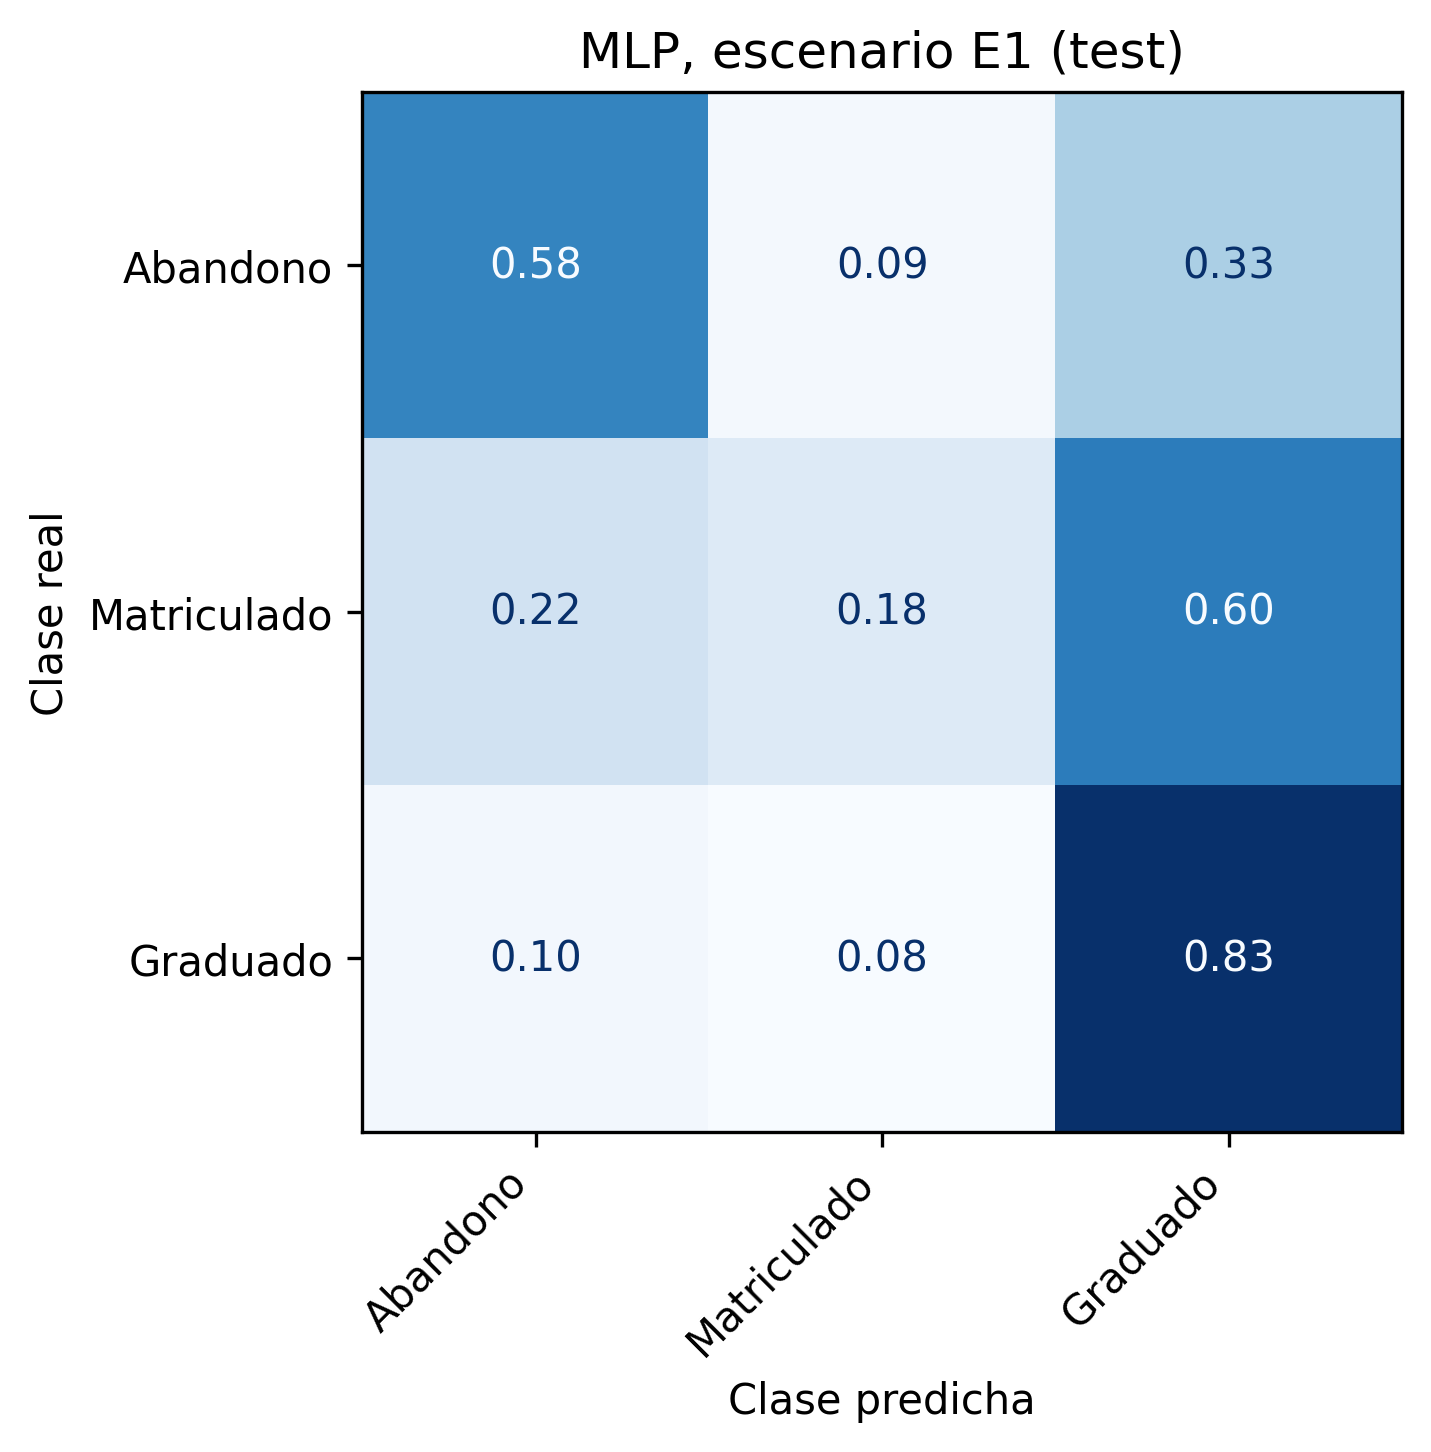 MLP, escenario E1 (test)
Clase real
Abandono 0.58 0.09 0.33
Matriculado 0.22 0.18 0.60
Graduado 0.10 0.08 0.83
Abandono Matriculado Graduado
Clase predicha